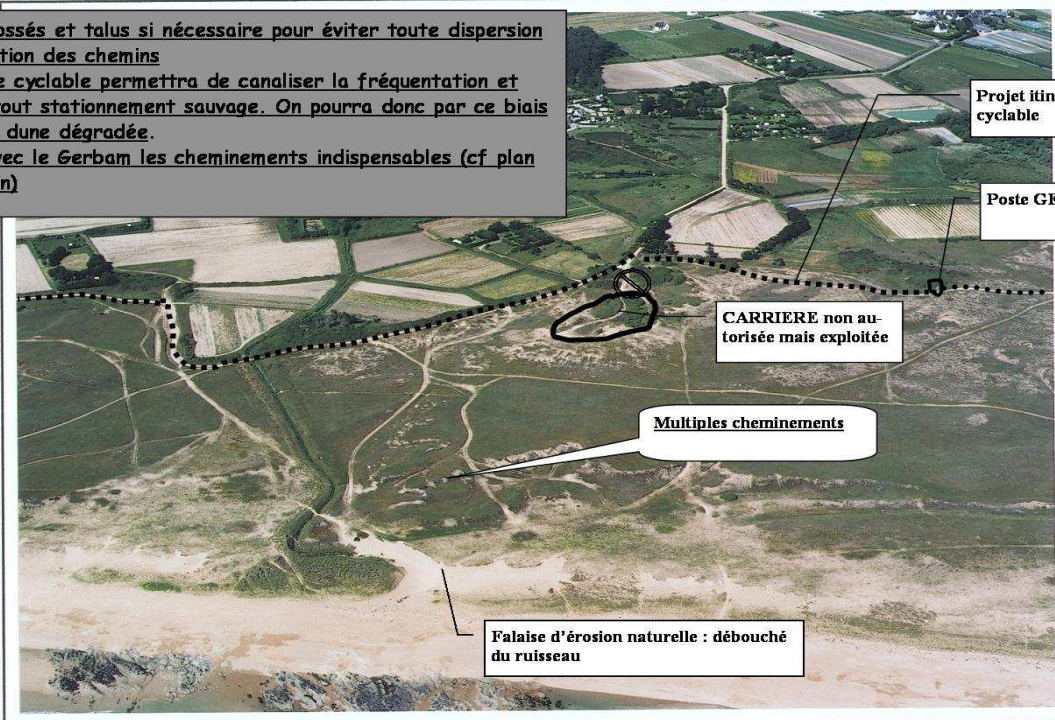 ossés et talus si nécessaire pour éviter toute dispersion
tion des chemins
e cyclable permettra de canaliser la fréquentation et
out stationnement sauvage. On pourra donc par ce biais
dune dégradée.
vec le Gerbam les cheminements indispensables (cf plan
n)
Projet itin
cyclable
Poste GE
CARRIERE non au-
torisée mais exploitée
Multiples cheminements
Falaise d'érosion naturelle : débouché
du ruisseau